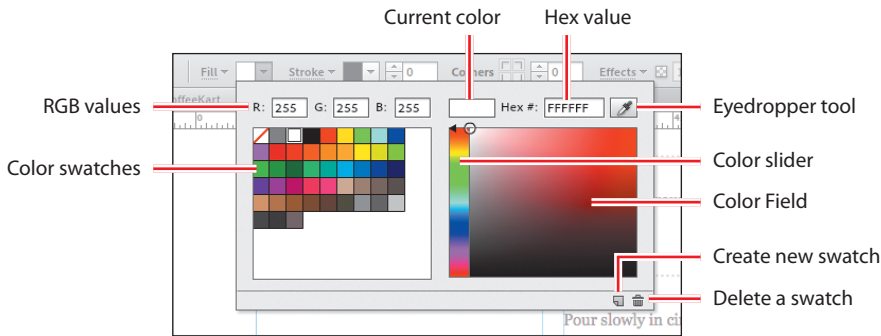 Current color
Hex value
Fill
Stroke
0
Corners
0
Effects
RGB values
R: 255 G: 255 B: 255
Hex #: FFFFFF
Eyedropper tool
0
Color slider
Color swatches
Color Field
Create new swatch
Delete a swatch
Pour slowly in